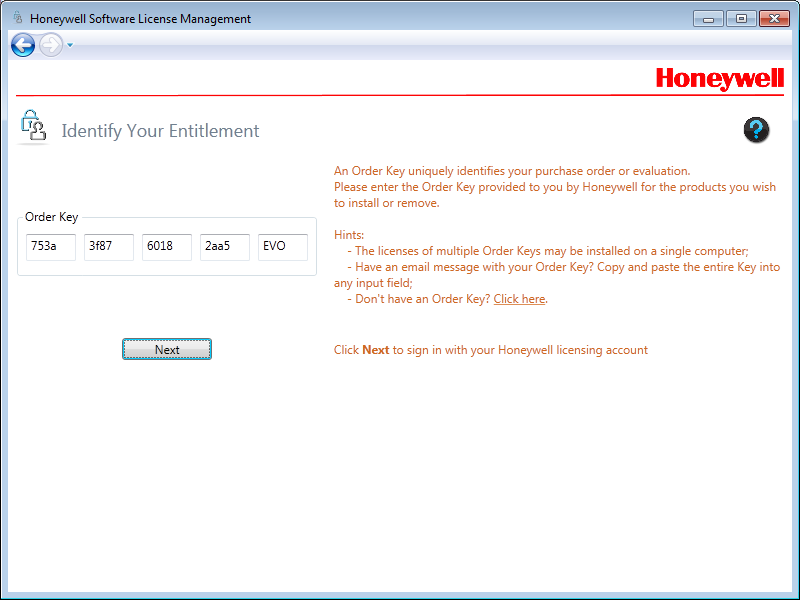 Honeywell Software License Management
Honeywell
Identify Your Entitlement
?
Order Key
753a 3f87 6018 2aa5 EVO
Next
An Order Key uniquely identifies your purchase order or evaluation.
Please enter the Order Key provided to you by Honeywell for the products you wish
to install or remove.
Hints:
- The licenses of multiple Order Keys may be installed on a single computer;
- Have an email message with your Order Key? Copy and paste the entire Key into
any input field;
- Don't have an Order Key? Click here.
Click Next to sign in with your Honeywell licensing account